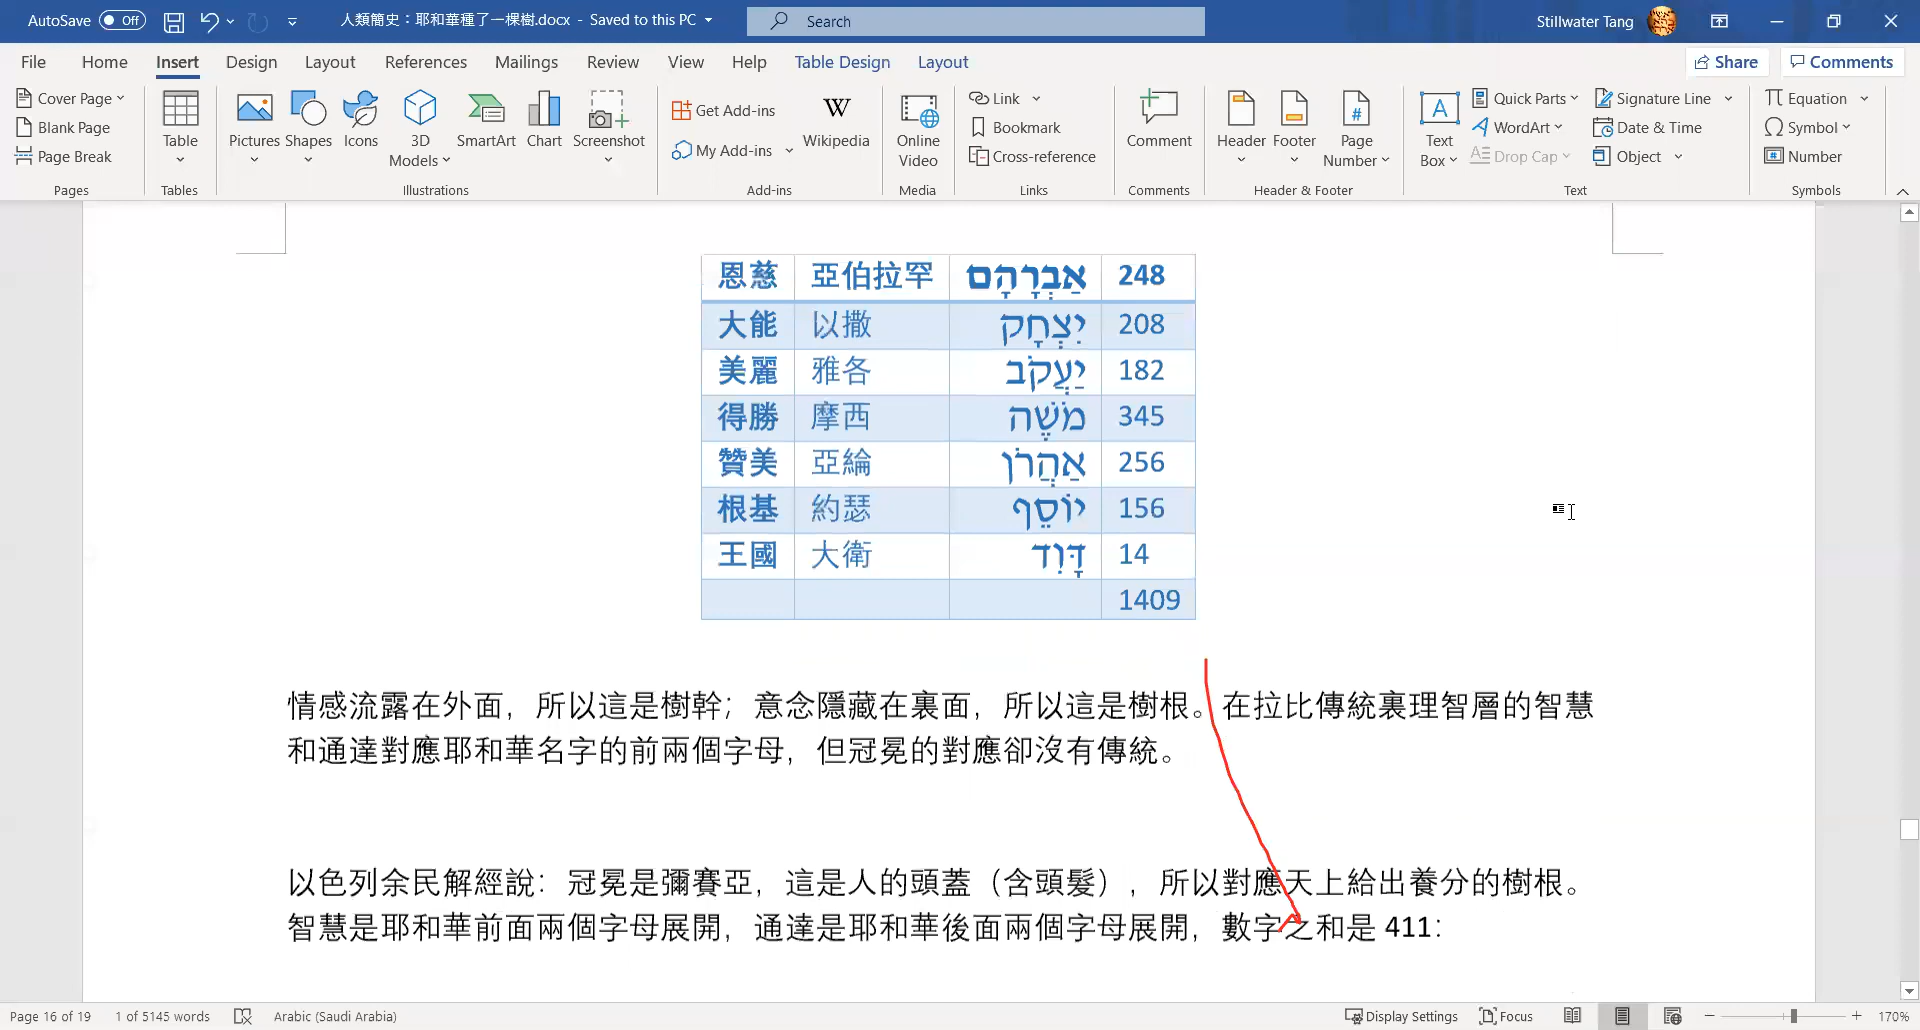 AutoSave Off 人類簡史：耶和華種了一棵樹.docx - Saved to this PC Search Stillwater Tang
File Home Insert Design Layout References Mailings Review View Help Table Design Layout Share Comments
Cover Page
Blank Page
Page Break
Pages
Table
Tables
Pictures Shapes Icons 3D Models SmartArt Chart Screenshot
Illustrations
Get Add-ins
My Add-ins
Wikipedia
Add-ins
Online Video
Media
Link
Bookmark
Cross-reference
Links
Comment
Comments
Header Footer Page Number
Header & Footer
Text Box
Quick Parts
WordArt
Drop Cap
Signature Line
Date & Time
Object
Text
Equation
Symbol
Number
Symbols
恩慈 亞伯拉罕 אַבְרָהָם 248
大能 以撒 יִצְחָק 208
美麗 雅各 יַעֲקֹב 182
得勝 摩西 מֹשֶׁה 345
贊美 亞綸 אַהֲרֹן 256
根基 約瑟 יוֹסֵף 156
王國 大衛 דָּוִד 14
1409
情感流露在外面，所以這是樹幹；意念隱藏在裏面，所以這是樹根。在拉比傳統裏理智層的智慧
和通達對應耶和華名字的前兩個字母，但冠冕的對應卻沒有傳統。
以色列余民解經說：冠冕是彌賽亞，這是人的頭蓋（含頭髮），所以對應天上給出養分的樹根。
智慧是耶和華前面兩個字母展開，通達是耶和華後面兩個字母展開，數字之和是 411：
Page 16 of 19 1 of 5145 words Arabic (Saudi Arabia) Display Settings Focus 170%